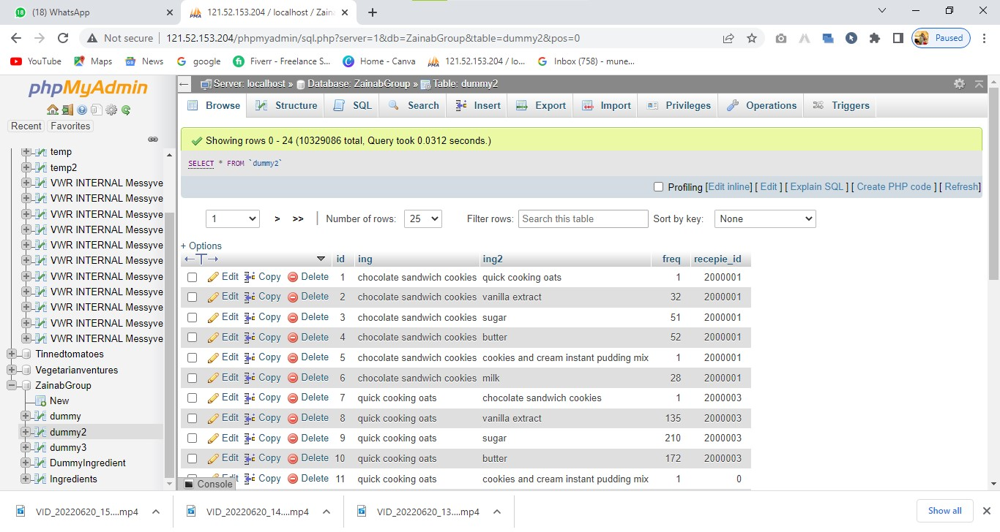 (18) WhatsApp
121.52.153.204 / localhost / Zaina
Not secure 121.52.153.204/phpmyadmin/sql.php?server=1&db=ZainabGroup&table=dummy2&pos=0
Paused
YouTube Maps News google Fiverr - Freelance S... Home - Canva 121.52.153.204 / lo... Inbox (758) - mune...
phpMyAdmin
Recent Favorites
temp
temp2
VWR INTERNAL Messyve
VWR INTERNAL Messyve
VWR INTERNAL Messyve
VWR INTERNAL Messyve
VWR INTERNAL Messyve
VWR INTERNAL Messyve
VWR INTERNAL Messyve
VWR INTERNAL Messyve
VWR INTERNAL Messyve
VWR INTERNAL Messyve
VWR INTERNAL Messyve
Tinnedtomatoes
Vegetarianventures
ZainabGroup
New
dummy
dummy2
dummy3
DummyIngredient
Ingredients
Server: localhost » Database: ZainabGroup » Table: dummy2
Browse Structure SQL Search Insert Export Import Privileges Operations Triggers
Showing rows 0 - 24 (10329086 total, Query took 0.0312 seconds.)
SELECT * FROM `dummy2`
Profiling [Edit inline] [ Edit ] [ Explain SQL ] [ Create PHP code ] [ Refresh]
1 > >> Number of rows: 25 Filter rows: Search this table Sort by key: None
+ Options
←T→ id ing ing2 freq recepie_id
Edit Copy Delete 1 chocolate sandwich cookies quick cooking oats 1 2000001
Edit Copy Delete 2 chocolate sandwich cookies vanilla extract 32 2000001
Edit Copy Delete 3 chocolate sandwich cookies sugar 51 2000001
Edit Copy Delete 4 chocolate sandwich cookies butter 52 2000001
Edit Copy Delete 5 chocolate sandwich cookies cookies and cream instant pudding mix 1 2000001
Edit Copy Delete 6 chocolate sandwich cookies milk 28 2000001
Edit Copy Delete 7 quick cooking oats chocolate sandwich cookies 1 2000003
Edit Copy Delete 8 quick cooking oats vanilla extract 135 2000003
Edit Copy Delete 9 quick cooking oats sugar 210 2000003
Edit Copy Delete 10 quick cooking oats butter 172 2000003
Edit Copy Delete 11 quick cooking oats cookies and cream instant pudding mix 1 0
Console
VID_20220620_15....mp4 VID_20220620_14....mp4 VID_20220620_13....mp4 Show all